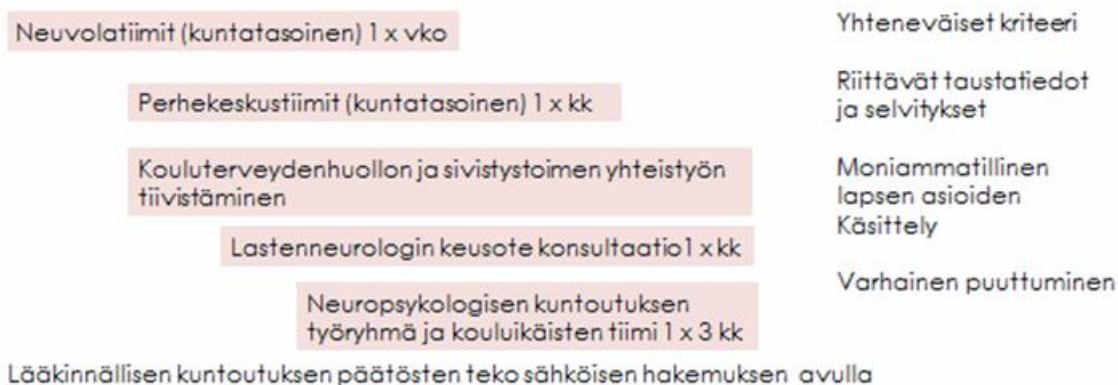 Neuvolatiimit (kuntatasoinen) 1 x vko
Perhekeskustiimit (kuntatasoinen) 1 x kk
Kouluterveydenhuollon ja sivistystoimen yhteistyön
tiivistäminen
Lastenneurologin keusote konsultaatio1 x kk
Neuropsykologisen kuntoutuksen
työryhmä ja kouluikäisten tiimi 1 x 3 kk
Lääkinnällisen kuntoutuksen päätösten teko sähköisen hakemuksen avulla
Yhteneväiset kriteeri
Riittävät taustatiedot
ja selvitykset
Moniammatillinen
lapsen asioiden
Käsittely
Varhainen puuttuminen